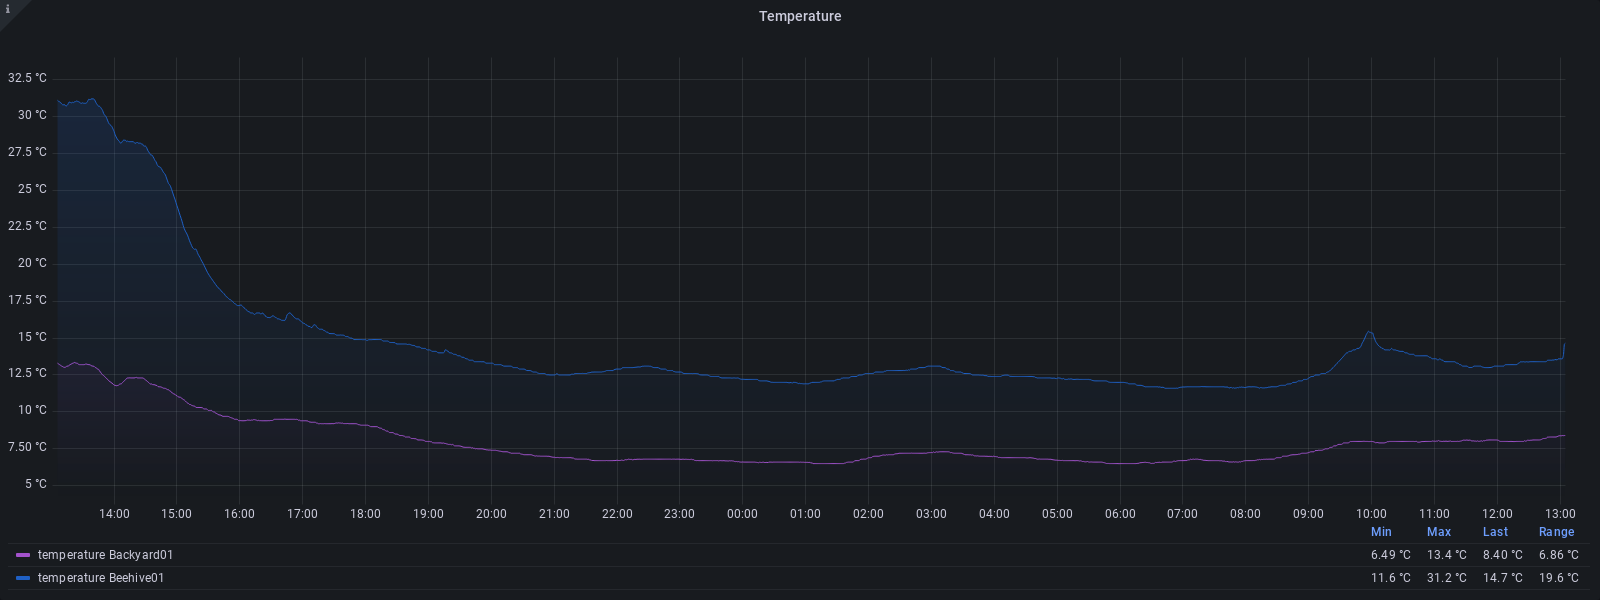 i
Temperature
32.5 °C
30 °C
27.5 °C
25 °C
22.5 °C
20 °C
17.5 °C
15 °C
12.5 °C
10 °C
7.50 °C
5 °C
14:00 15:00 16:00 17:00 18:00 19:00 20:00 21:00 22:00 23:00 00:00 01:00 02:00 03:00 04:00 05:00 06:00 07:00 08:00 09:00 10:00 11:00 12:00 13:00
Min Max Last Range
temperature Backyard01 6.49 °C 13.4 °C 8.40 °C 6.86 °C
temperature Beehive01 11.6 °C 31.2 °C 14.7 °C 19.6 °C